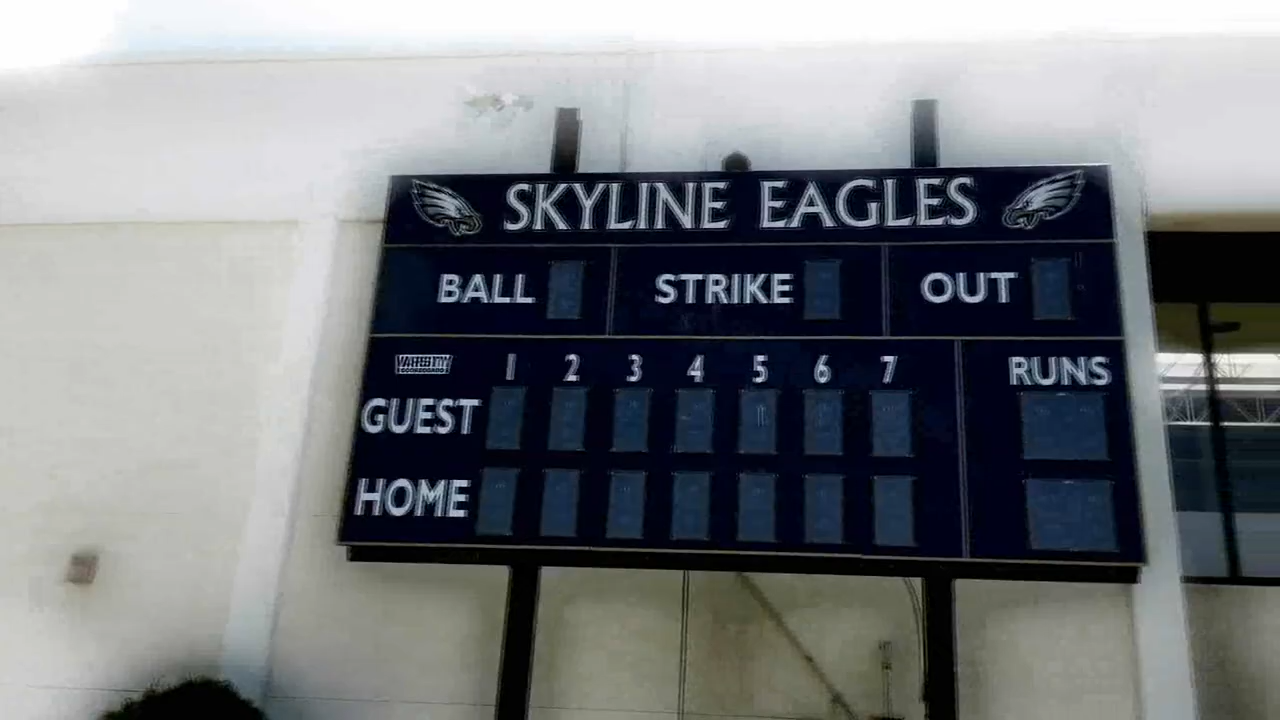 SKYLINE EAGLES
BALL STRIKE OUT
1 2 3 4 5 6 7 RUNS
GUEST
HOME